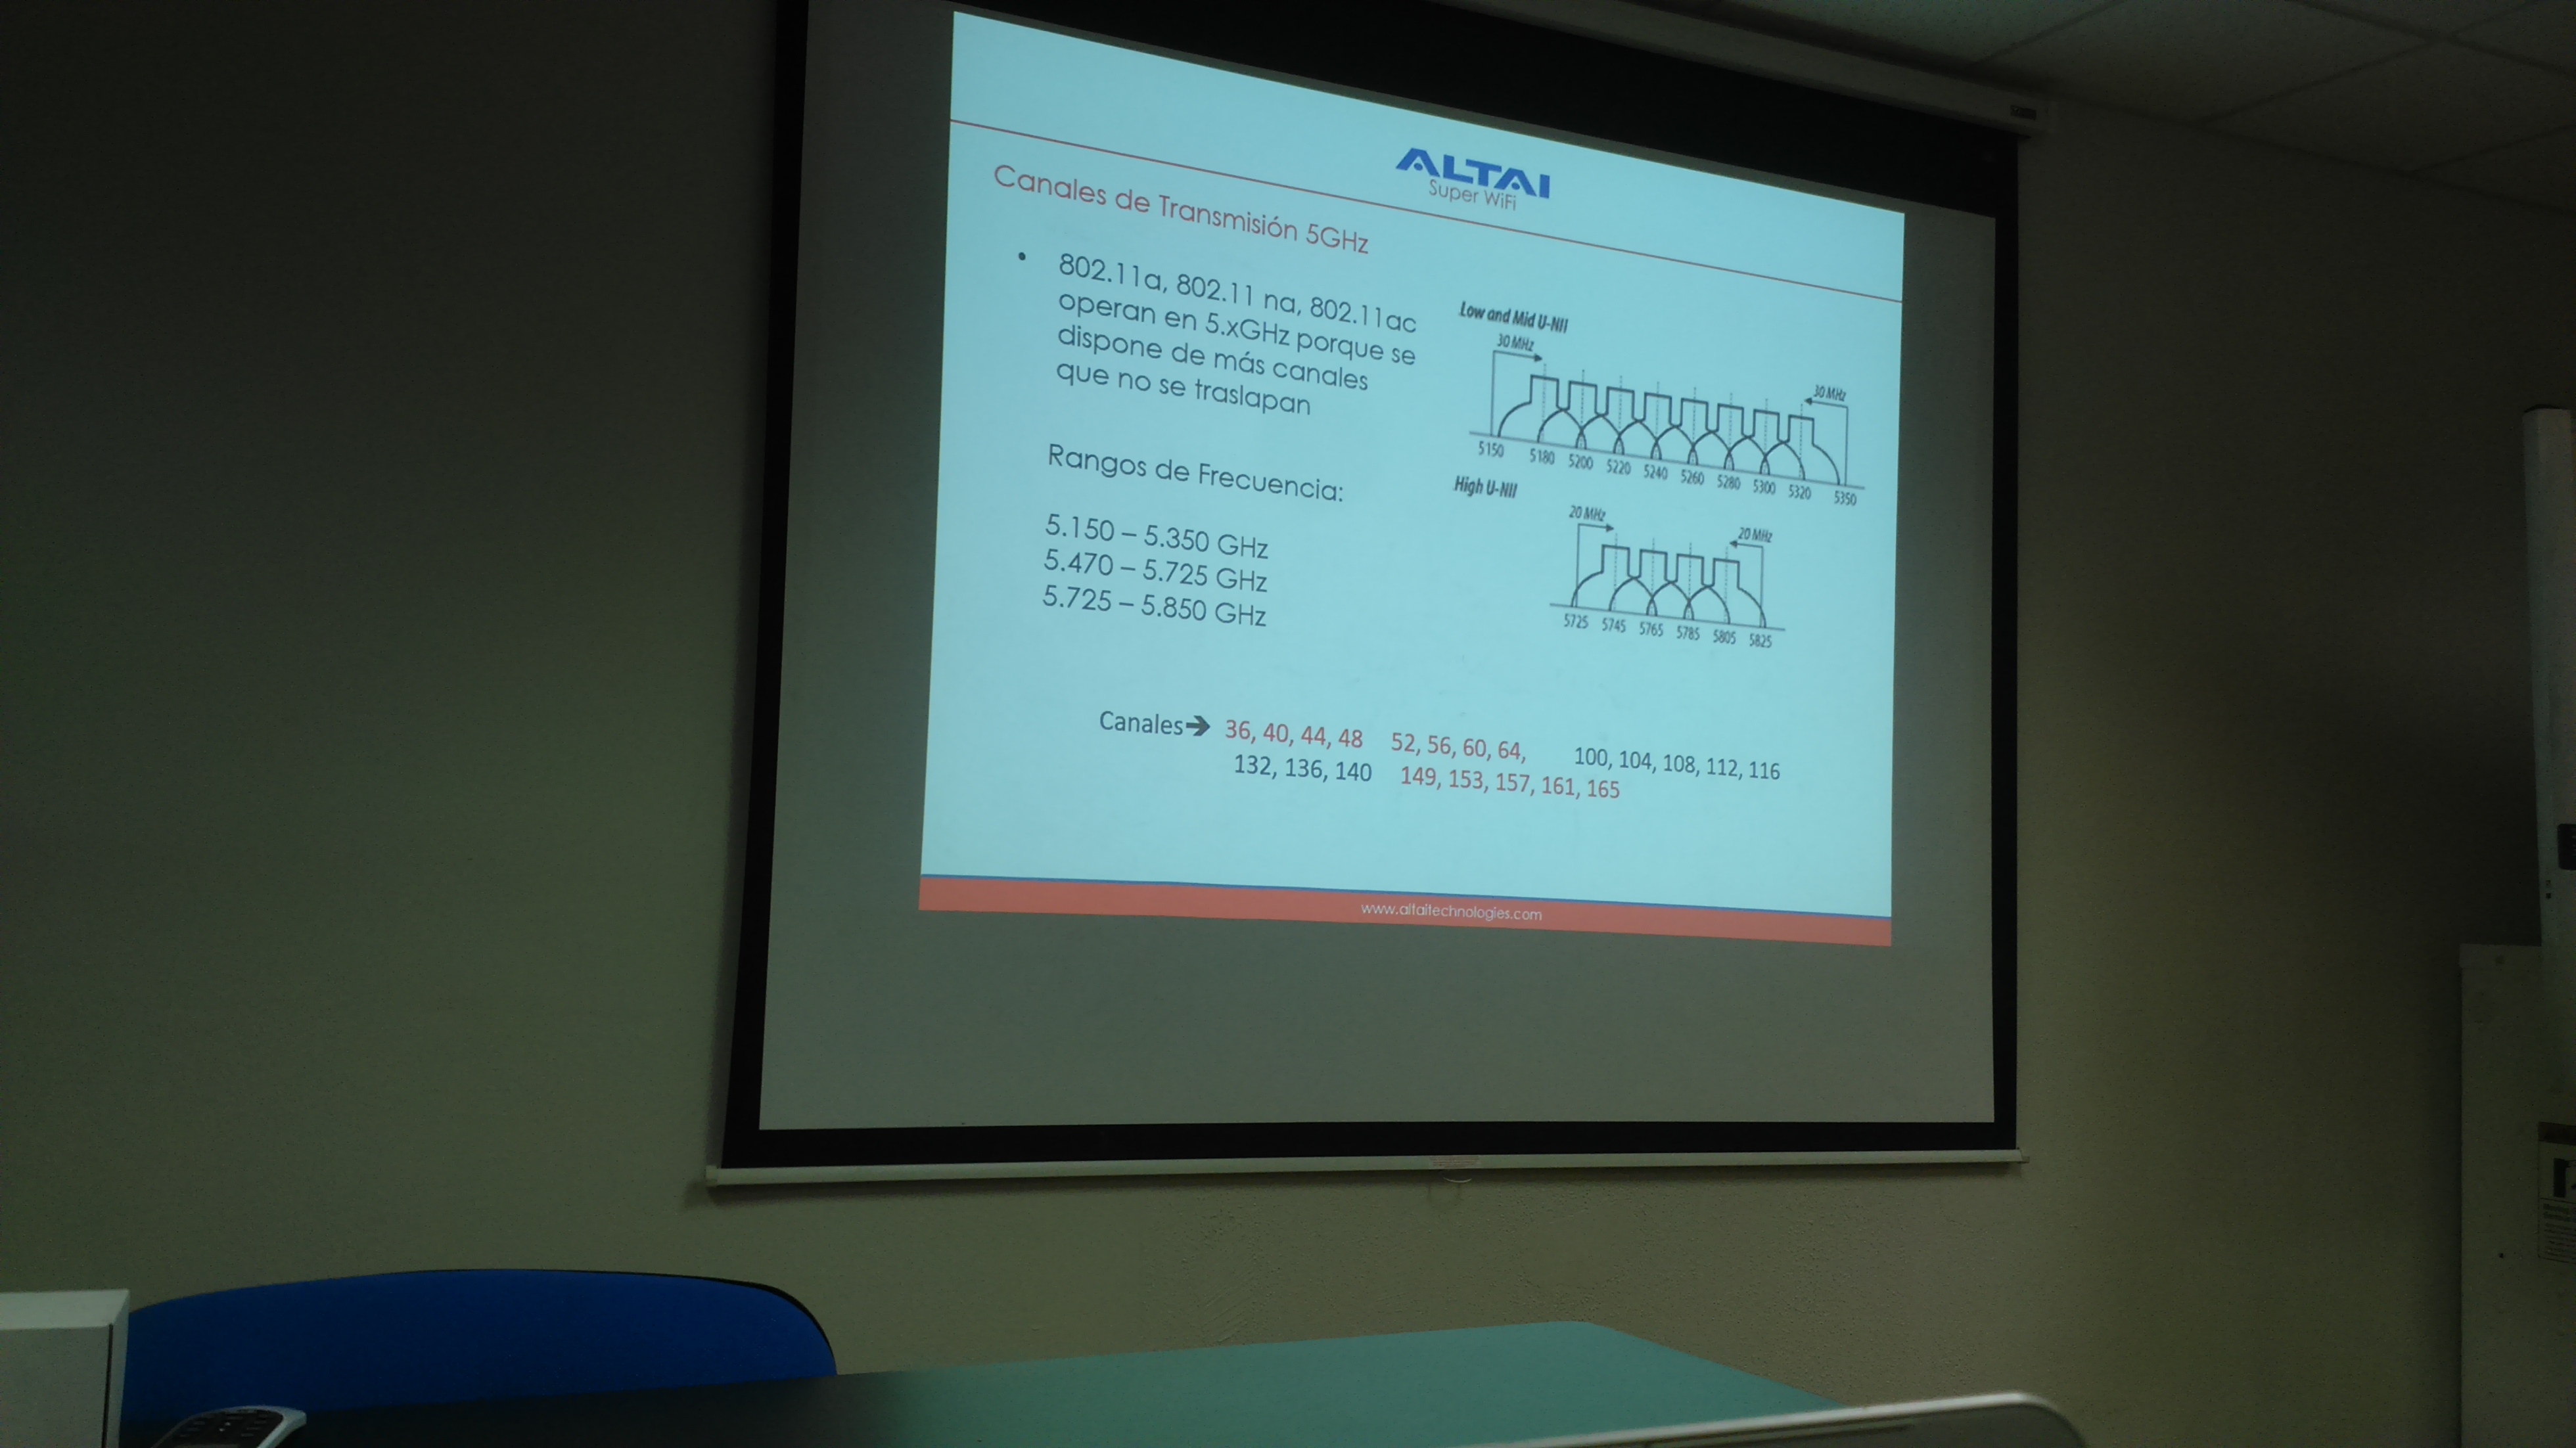 ALTAI
Super WiFi
Canales de Transmisión 5GHz
• 802.11a, 802.11 na, 802.11ac
operan en 5.xGHz porque se
dispone de más canales
que no se traslapan
Rangos de Frecuencia:
5.150 – 5.350 GHz
5.470 – 5.725 GHz
5.725 – 5.850 GHz
Low and Mid U-NII
30 MHz
30 MHz
5150 5180 5200 5220 5240 5260 5280 5300 5320 5350
High U-NII
20 MHz
20 MHz
5725 5745 5765 5785 5805 5825
Canales➔ 36, 40, 44, 48 52, 56, 60, 64, 100, 104, 108, 112, 116
132, 136, 140 149, 153, 157, 161, 165
www.altaitechnologies.com